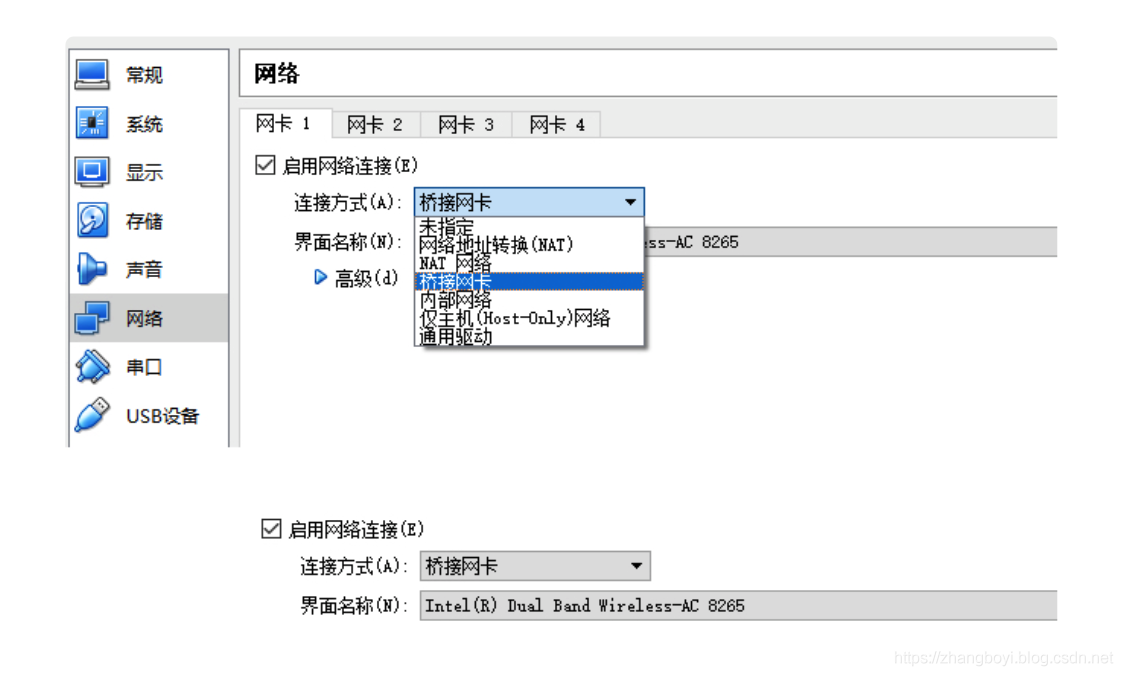 常规
系统
显示
存储
声音
网络
串口
USB设备
网络
网卡 1 网卡 2 网卡 3 网卡 4
启用网络连接(E)
连接方式(A): 桥接网卡
未指定
网络地址转换(NAT)
NAT 网络
桥接网卡
内部网络
仅主机(Host-Only)网络
通用驱动
界面名称(N): ss-AC 8265
高级(d)
启用网络连接(E)
连接方式(A): 桥接网卡
界面名称(N): Intel(R) Dual Band Wireless-AC 8265
https://zhangboyi.blog.csdn.net